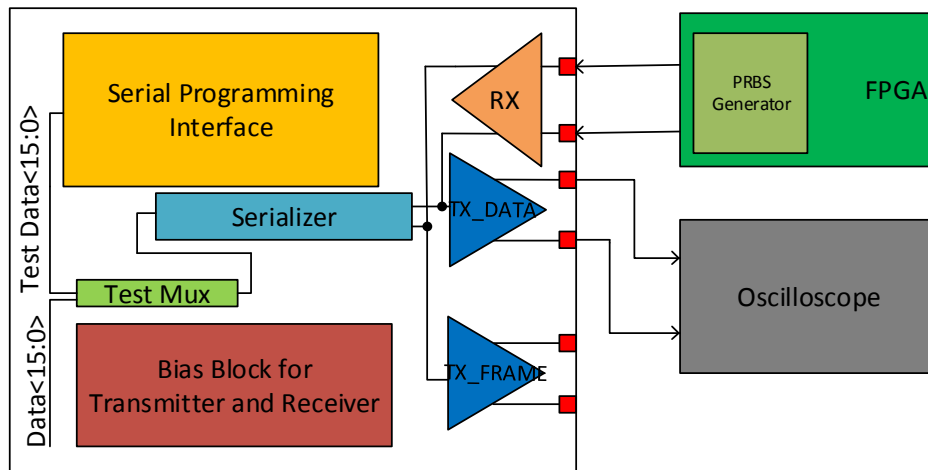 Serial Programming
Interface
RX
PRBS
Generator
FPGA
Test Data<15:0>
Serializer
TX_DATA
Test Mux
Oscilloscope
Data<15:0>
Bias Block for
Transmitter and Receiver
TX_FRAME